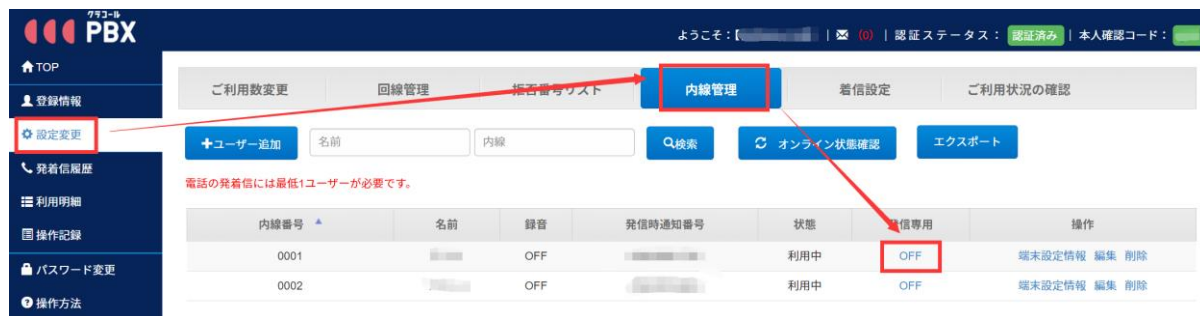 クラコール
PBX
ようこそ： | (0) | 認証ステータス： 認証済み | 本人確認コード：
TOP
登録情報
設定変更
発着信履歴
利用明細
操作記録
パスワード変更
操作方法
ご利用数変更 回線管理 拒否番号リスト 内線管理 着信設定 ご利用状況の確認
+ユーザー追加 名前 内線 検索 オンライン状態確認 エクスポート
電話の発着信には最低1ユーザーが必要です。
内線番号 名前 録音 発信時通知番号 状態 発信専用 操作
0001 OFF 利用中 OFF 端末設定情報 編集 削除
0002 OFF 利用中 OFF 端末設定情報 編集 削除